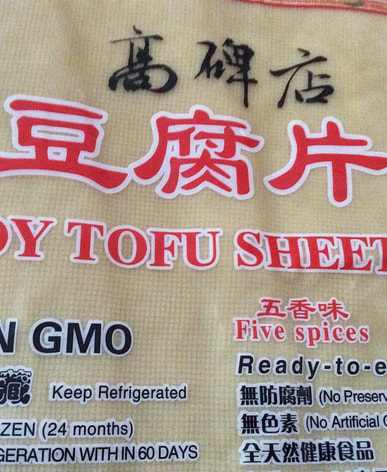 高碑店
豆腐片
OY TOFU SHEET
五香味
Five spices
N GMO
Ready-to-e
藏 Keep Refrigerated
無防腐劑 (No Preserv
ZEN (24 months)
無色素 (No Artificial C
GERATION WITH IN 60 DAYS
全天然健康食品